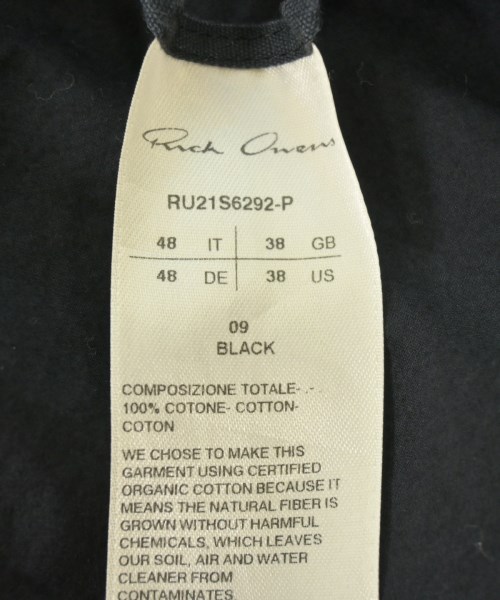 Rick Owens
RU21S6292-P
48 IT 38 GB
48 DE 38 US
09
BLACK
COMPOSIZIONE TOTALE- .-
100% COTONE- COTTON-
COTON
WE CHOSE TO MAKE THIS
GARMENT USING CERTIFIED
ORGANIC COTTON BECAUSE IT
MEANS THE NATURAL FIBER IS
GROWN WITHOUT HARMFUL
CHEMICALS, WHICH LEAVES
OUR SOIL, AIR AND WATER
CLEANER FROM
CONTAMINATES.